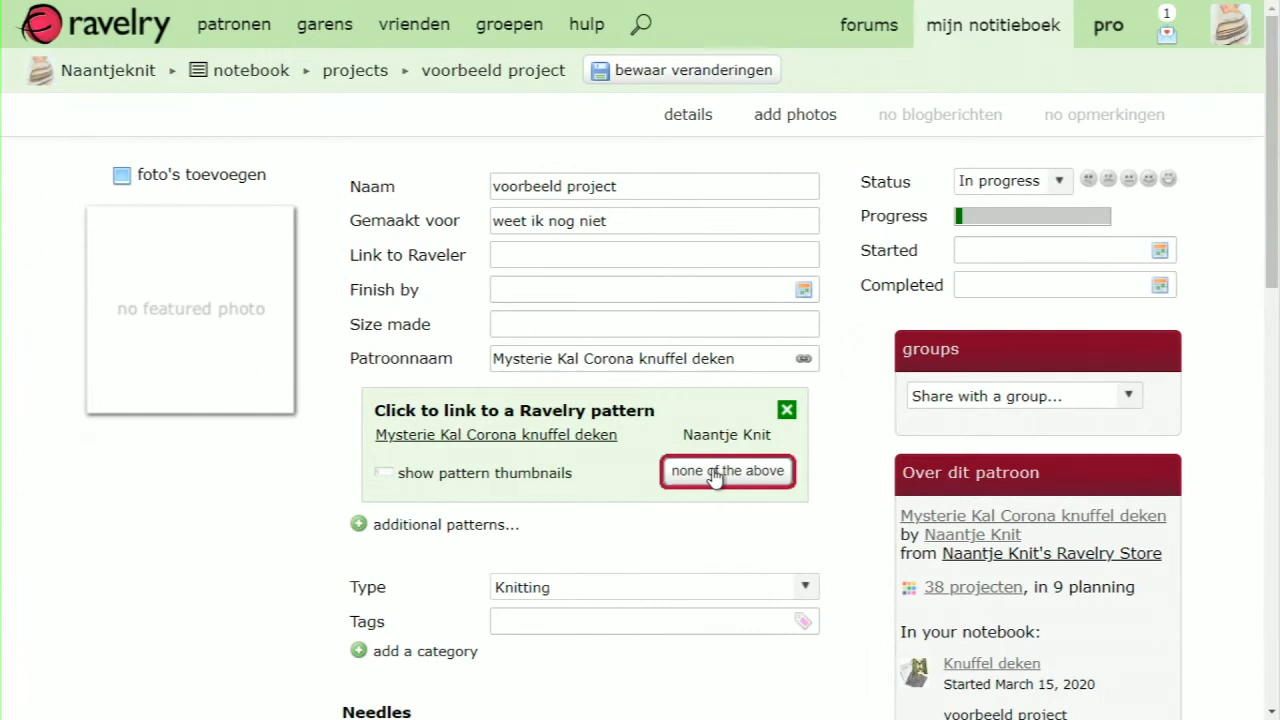 ravelry patronen garens vrienden groepen hulp forums mijn notitieboek pro 1
Naantjeknit ▸ notebook ▸ projects ▸ voorbeeld project bewaar veranderingen
details add photos no blogberichten no opmerkingen
foto's toevoegen
no featured photo
Naam voorbeeld project
Gemaakt voor weet ik nog niet
Link to Raveler
Finish by
Size made
Patroonnaam Mysterie Kal Corona knuffel deken
Click to link to a Ravelry pattern
Mysterie Kal Corona knuffel deken Naantje Knit
show pattern thumbnails none of the above
additional patterns...
Type Knitting
Tags
add a category
Needles
Status In progress
Progress
Started
Completed
groups
Share with a group...
Over dit patroon
Mysterie Kal Corona knuffel deken
by Naantje Knit
from Naantje Knit's Ravelry Store
38 projecten, in 9 planning
In your notebook:
Knuffel deken
Started March 15, 2020
voorbeeld project